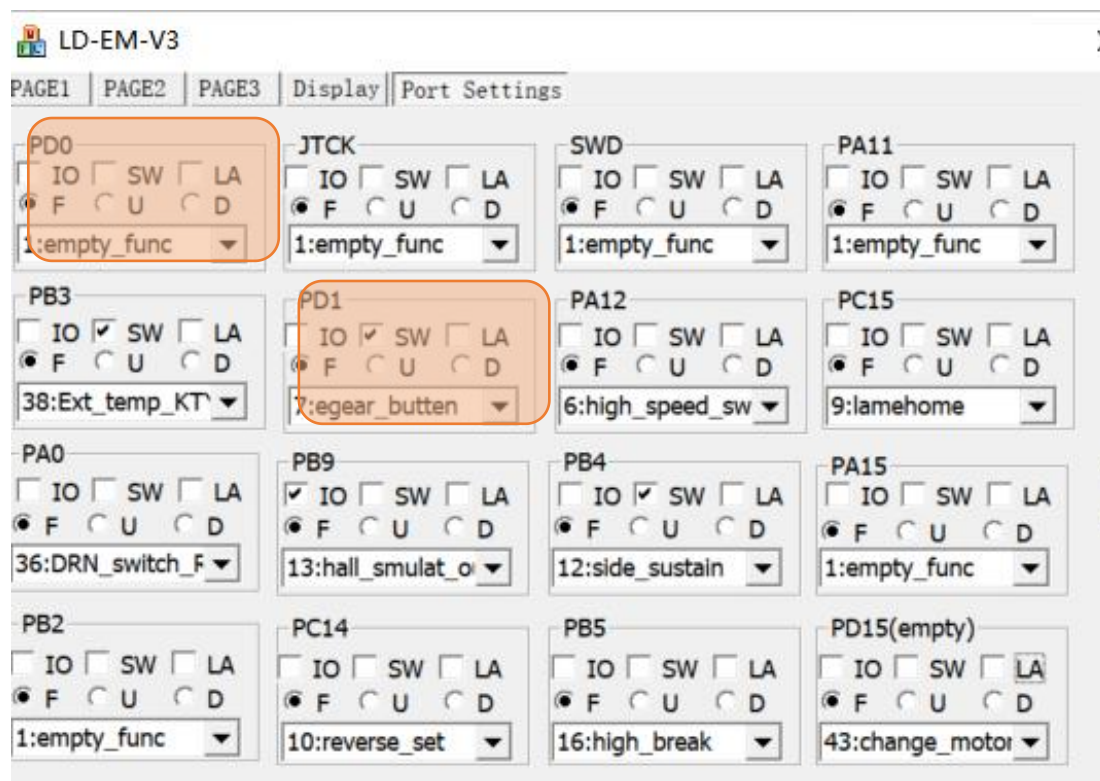 LD-EM-V3
PAGE1 PAGE2 PAGE3 Display Port Settings
PD0 JTCK SWD PA11
IO SW LA IO SW LA IO SW LA IO SW LA
F U D F U D F U D F U D
1:empty_func 1:empty_func 1:empty_func 1:empty_func
PB3 PD1 PA12 PC15
IO SW LA IO SW LA IO SW LA IO SW LA
F U D F U D F U D F U D
38:Ext_temp_KTY 7:egear_butten 6:high_speed_sw 9:lamehome
PA0 PB9 PB4 PA15
IO SW LA IO SW LA IO SW LA IO SW LA
F U D F U D F U D F U D
36:DRN_switch_R 13:hall_smulat_o 12:side_sustain 1:empty_func
PB2 PC14 PB5 PD15(empty)
IO SW LA IO SW LA IO SW LA IO SW LA
F U D F U D F U D F U D
1:empty_func 10:reverse_set 16:high_break 43:change_motor